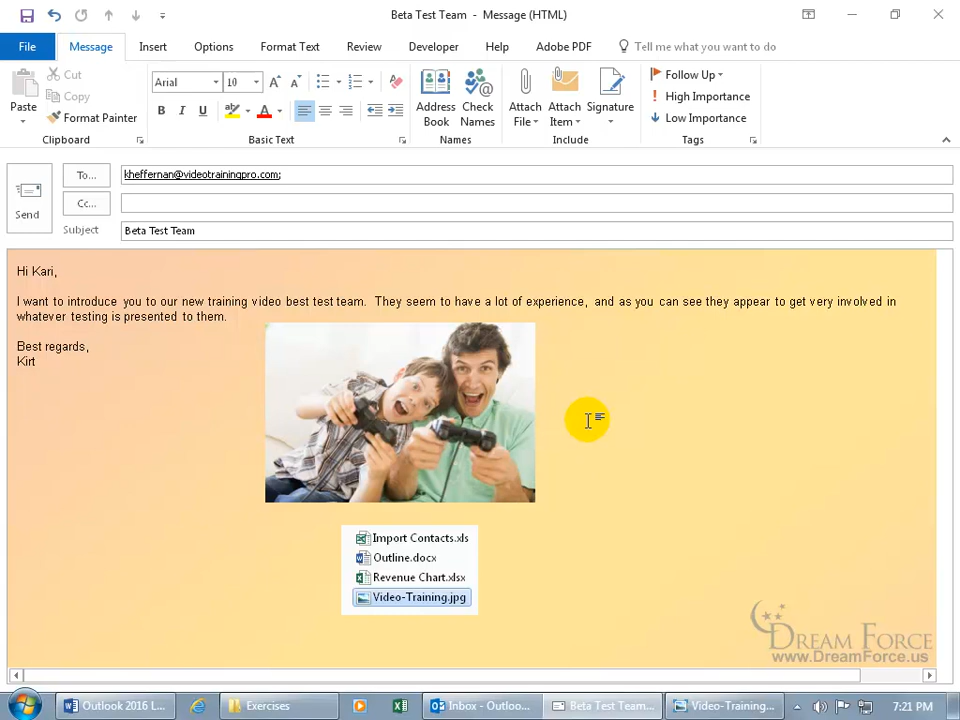 Beta Test Team - Message (HTML)
File
Message
Insert
Options
Format Text
Review
Developer
Help
Adobe PDF
Tell me what you want to do
Paste
Cut
Copy
Format Painter
Clipboard
Arial
10
B I U
Basic Text
Address Book
Check Names
Names
Attach File
Attach Item
Signature
Include
Follow Up
High Importance
Low Importance
Tags
Send
To...
kheffernan@videotrainingpro.com;
Cc...
Subject
Beta Test Team
Hi Kari,
I want to introduce you to our new training video best test team. They seem to have a lot of experience, and as you can see they appear to get very involved in
whatever testing is presented to them.
Best regards,
Kirt
Import Contacts.xls
Outline.docx
Revenue Chart.xlsx
Video-Training.jpg
DREAM FORCE
www.DreamForce.us
Outlook 2016 L...
Exercises
Inbox - Outloo...
Beta Test Team...
Video-Training...
7:21 PM